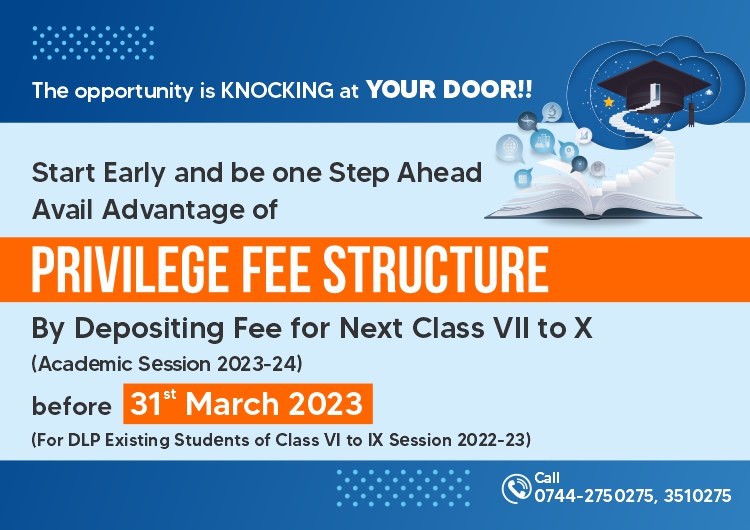 The opportunity is KNOCKING at YOUR DOOR!!
Start Early and be one Step Ahead
Avail Advantage of
PRIVILEGE FEE STRUCTURE
By Depositing Fee for Next Class VII to X
(Academic Session 2023-24)
before 31st March 2023
(For DLP Existing Students of Class VI to IX Session 2022-23)
Call
0744-2750275, 3510275